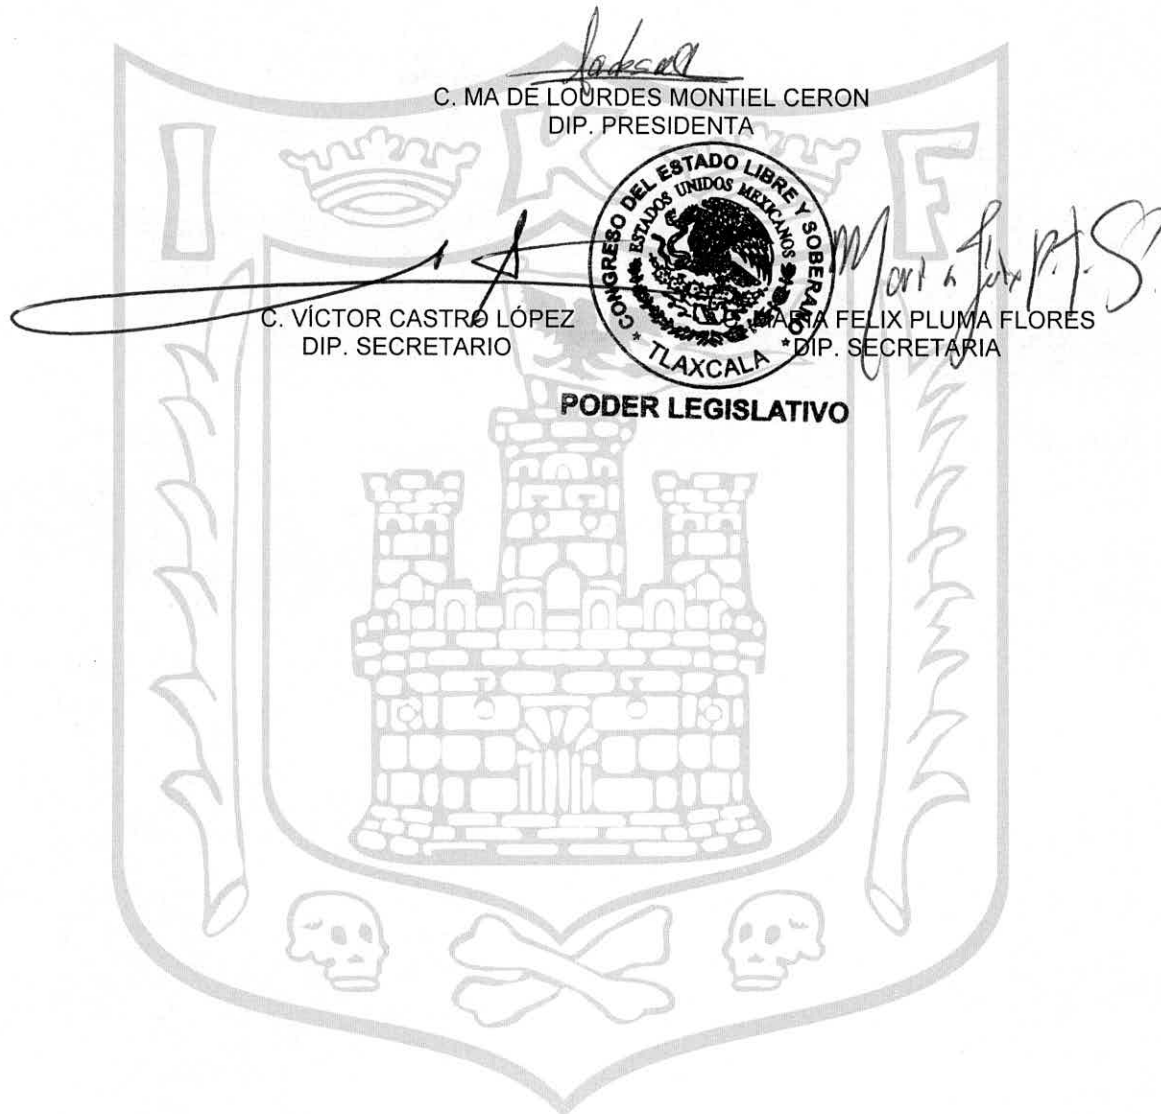 C. MA DE LOURDES MONTIEL CERON
DIP. PRESIDENTA
I K F
CONGRESO DEL ESTADO LIBRE Y SOBERANO
ESTADOS UNIDOS MEXICANOS
* TLAXCALA *
C. VÍCTOR CASTRO LÓPEZ
DIP. SECRETARIO
MARIA FELIX PLUMA FLORES
DIP. SECRETARIA
PODER LEGISLATIVO